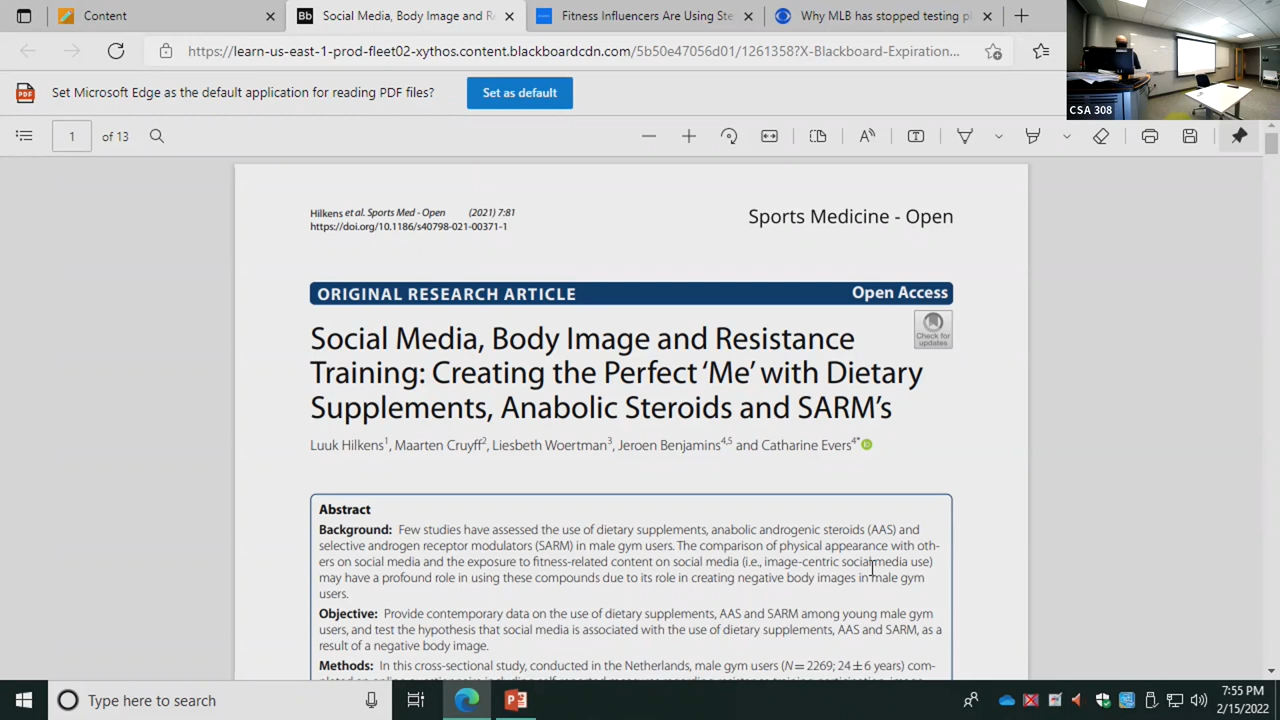 Content
Social Media, Body Image and Re
Fitness Influencers Are Using Ste
Why MLB has stopped testing pl
https://learn-us-east-1-prod-fleet02-xythos.content.blackboardcdn.com/5b50e47056d01/1261358?X-Blackboard-Expiration...
CSA 308
Set Microsoft Edge as the default application for reading PDF files?
Set as default
1 of 13
Hilkens et al. Sports Med - Open (2021) 7:81
https://doi.org/10.1186/s40798-021-00371-1
Sports Medicine - Open
ORIGINAL RESEARCH ARTICLE
Open Access
Check for
updates
Social Media, Body Image and Resistance
Training: Creating the Perfect ‘Me’ with Dietary
Supplements, Anabolic Steroids and SARM’s
Luuk Hilkens1, Maarten Cruyff2, Liesbeth Woertman3, Jeroen Benjamins4,5 and Catharine Evers4*
Abstract
Background: Few studies have assessed the use of dietary supplements, anabolic androgenic steroids (AAS) and
selective androgen receptor modulators (SARM) in male gym users. The comparison of physical appearance with oth-
ers on social media and the exposure to fitness-related content on social media (i.e., image-centric social media use)
may have a profound role in using these compounds due to its role in creating negative body images in male gym
users.
Objective: Provide contemporary data on the use of dietary supplements, AAS and SARM among young male gym
users, and test the hypothesis that social media is associated with the use of dietary supplements, AAS and SARM, as a
result of a negative body image.
Methods: In this cross-sectional study, conducted in the Netherlands, male gym users (N = 2269; 24 ± 6 years) com-
Type here to search
7:55 PM
2/15/2022